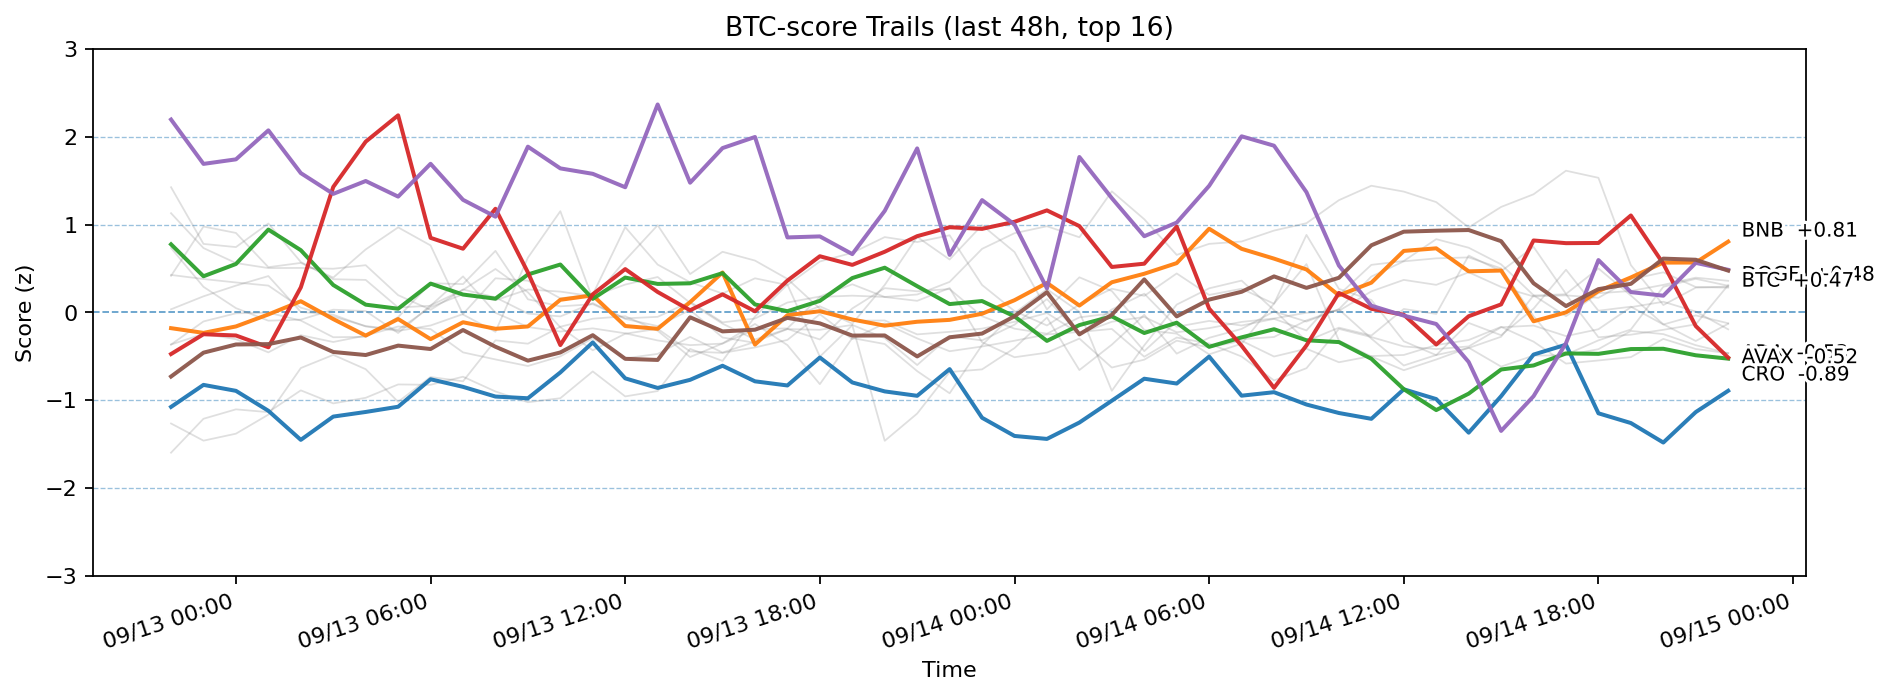 BTC-score Trails (last 48h, top 16)
3
2
1
0
−1
−2
−3
Score (z)
BNB +0.81
BTC +0.47
AVAX -0.52
CRO -0.89
09/13 00:00
09/13 06:00
09/13 12:00
09/13 18:00
09/14 00:00
09/14 06:00
09/14 12:00
09/14 18:00
09/15 00:00
Time